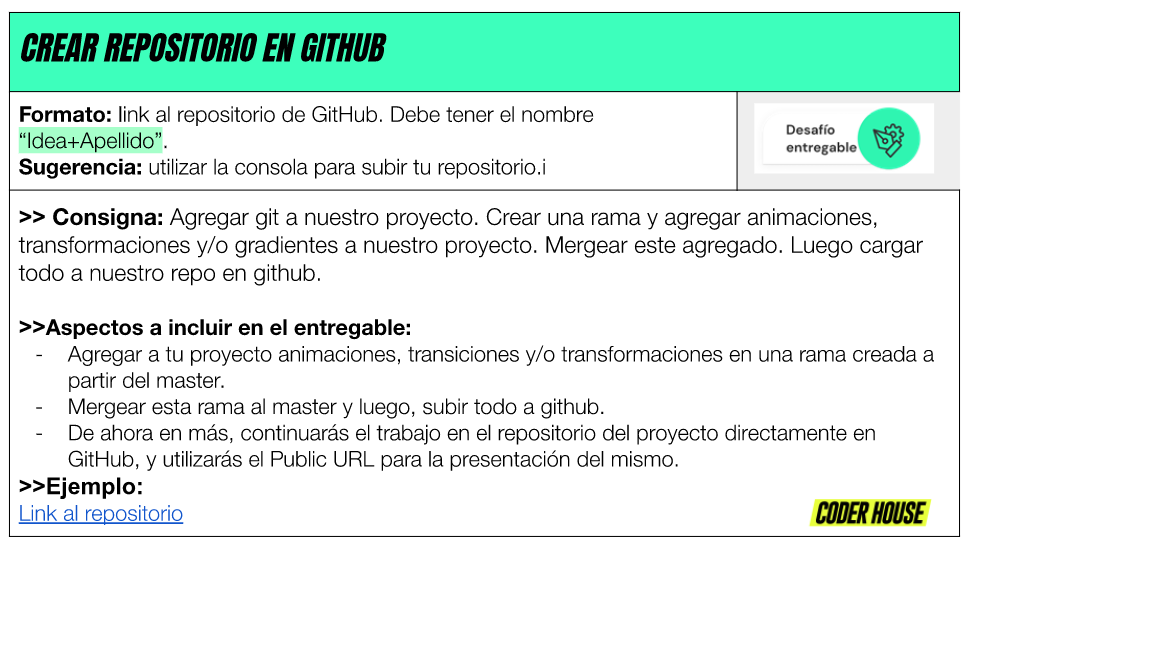 CREAR REPOSITORIO EN GITHUB
Formato: link al repositorio de GitHub. Debe tener el nombre
“Idea+Apellido”.
Sugerencia: utilizar la consola para subir tu repositorio.i
Desafío
entregable
>> Consigna: Agregar git a nuestro proyecto. Crear una rama y agregar animaciones,
transformaciones y/o gradientes a nuestro proyecto. Mergear este agregado. Luego cargar
todo a nuestro repo en github.
>>Aspectos a incluir en el entregable:
- Agregar a tu proyecto animaciones, transiciones y/o transformaciones en una rama creada a
partir del master.
- Mergear esta rama al master y luego, subir todo a github.
- De ahora en más, continuarás el trabajo en el repositorio del proyecto directamente en
GitHub, y utilizarás el Public URL para la presentación del mismo.
>>Ejemplo:
Link al repositorio
CODER HOUSE